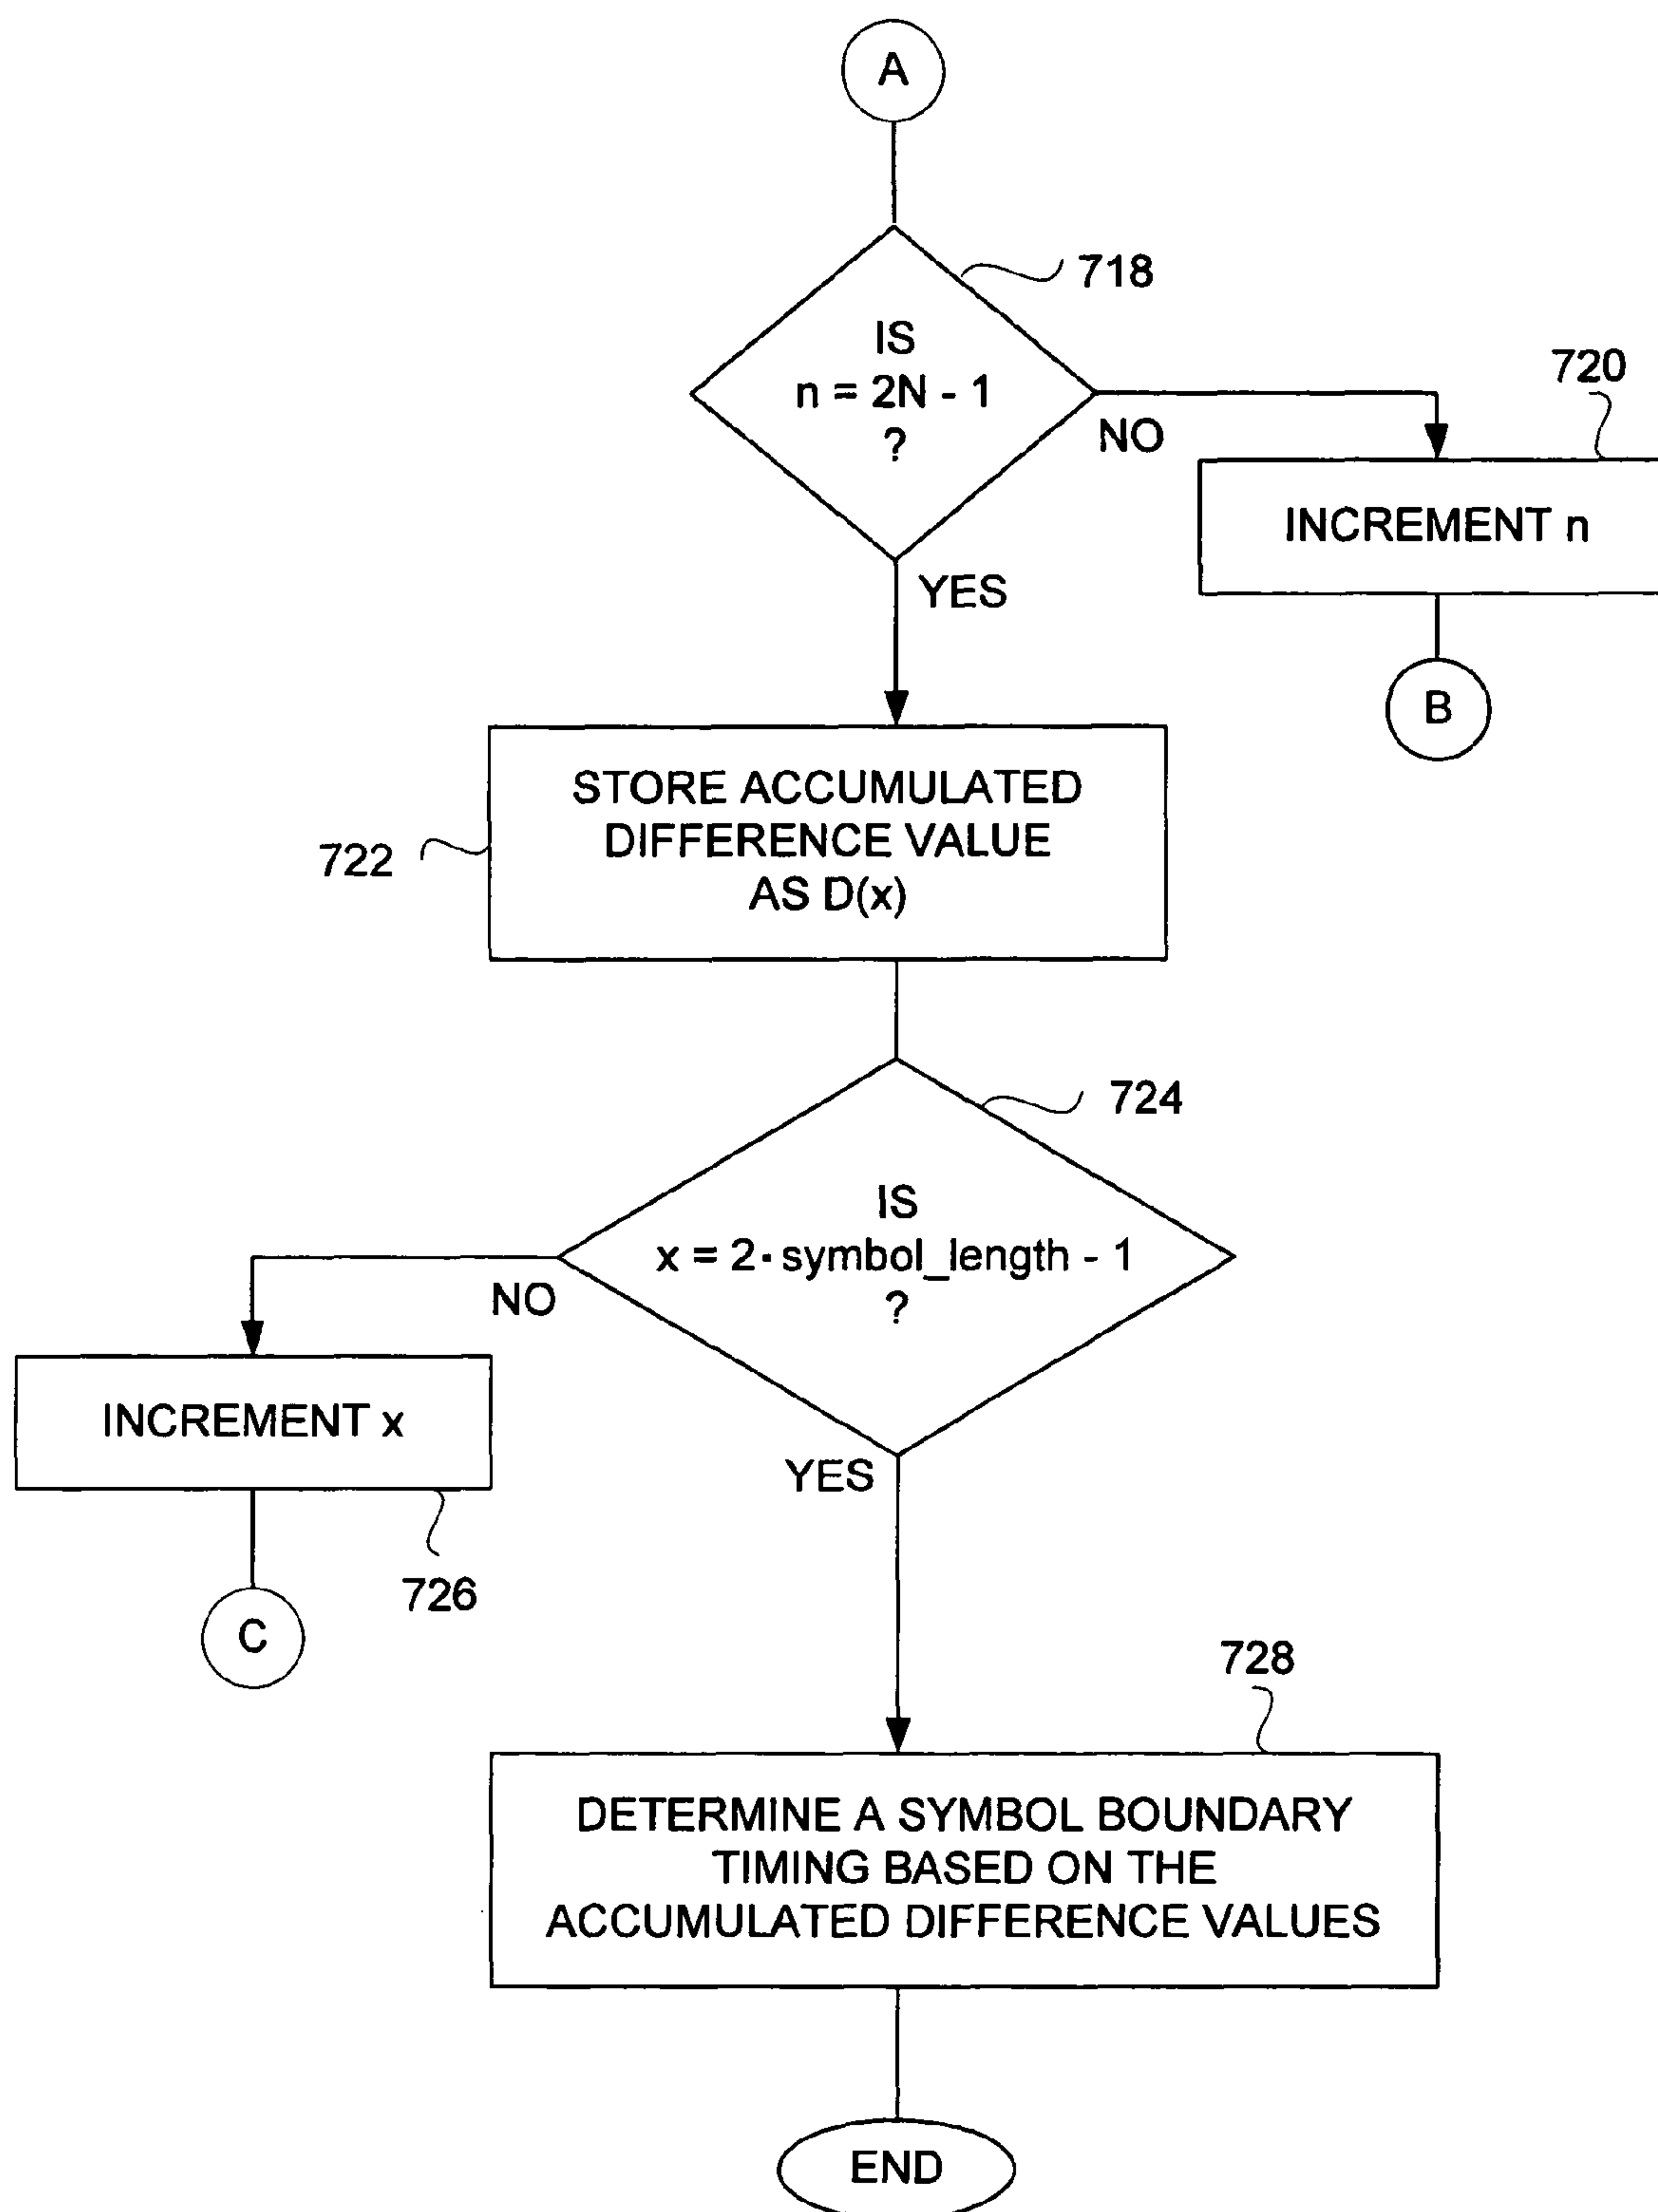 A
718
IS
n = 2N - 1
?
720
NO
INCREMENT n
YES
B
STORE ACCUMULATED
DIFFERENCE VALUE
AS D(x)
722
724
IS
x = 2 · symbol_length - 1
?
NO
INCREMENT x
YES
726
C
728
DETERMINE A SYMBOL BOUNDARY
TIMING BASED ON THE
ACCUMULATED DIFFERENCE VALUES
END